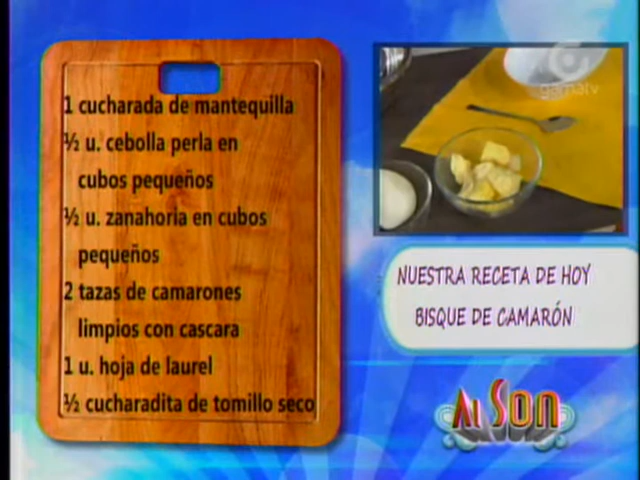 1 cucharada de mantequilla
½ u. cebolla perla en
cubos pequeños
½ u. zanahoria en cubos
pequeños
2 tazas de camarones
limpios con cascara
1 u. hoja de laurel
½ cucharadita de tomillo seco
gamatv
NUESTRA RECETA DE HOY
BISQUE DE CAMARÓN
Al Son